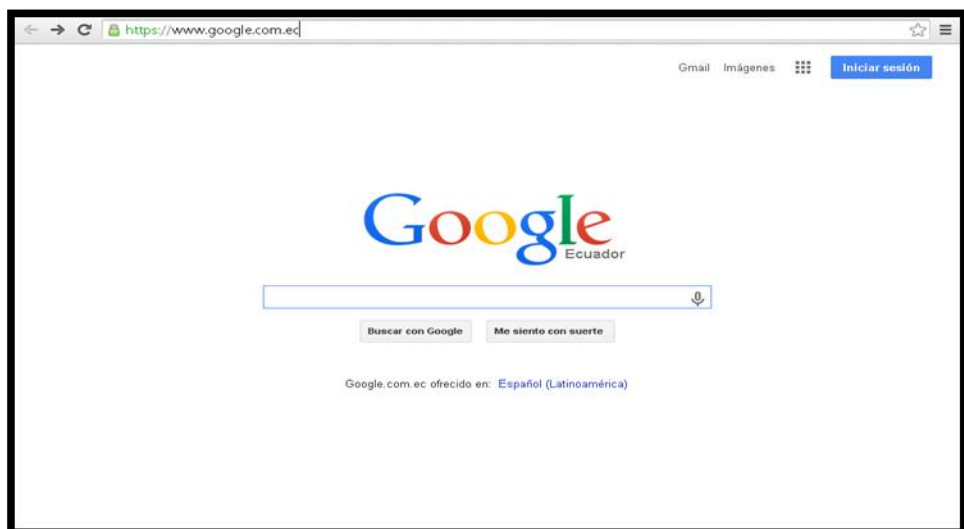 https://www.google.com.ec
Gmail Imágenes Iniciar sesión
Google
Ecuador
Buscar con Google Me siento con suerte
Google.com.ec ofrecido en: Español (Latinoamérica)